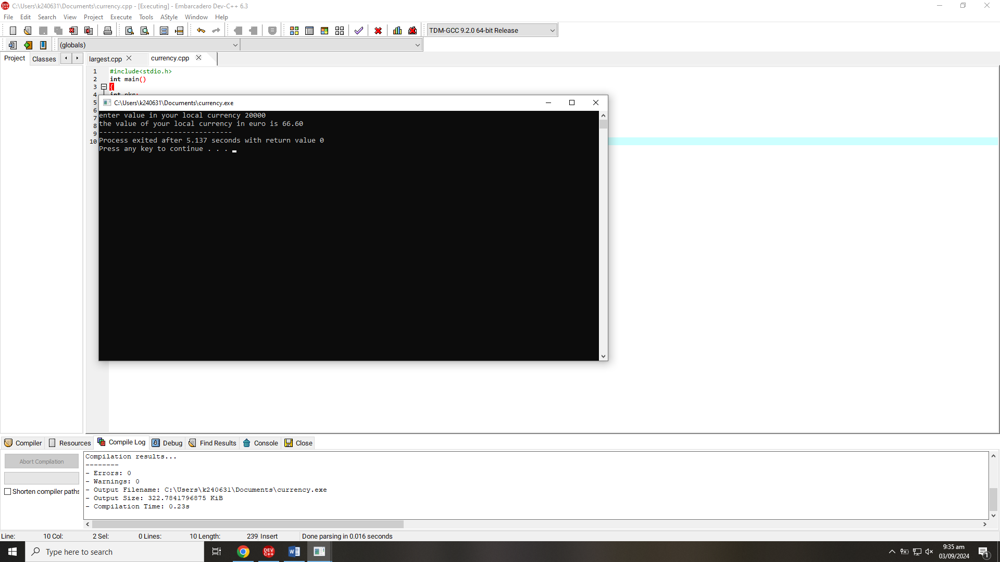 C:\Users\k240631\Documents\currency.cpp - [Executing] - Embarcadero Dev-C++ 6.3
File Edit Search View Project Execute Tools AStyle Window Help
TDM-GCC 9.2.0 64-bit Release
(globals)
Project Classes largest.cpp currency.cpp
1 #include<stdio.h>
2 int main()
3 {
4
5
6
7
8
9
10
C:\Users\k240631\Documents\currency.exe
enter value in your local currency 20000
the value of your local currency in euro is 66.60
--------------------------------
Process exited after 5.137 seconds with return value 0
Press any key to continue . . .
Compiler Resources Compile Log Debug Find Results Console Close
Abort Compilation
Shorten compiler paths
Compilation results...
--------
- Errors: 0
- Warnings: 0
- Output Filename: C:\Users\k240631\Documents\currency.exe
- Output Size: 322.7841796875 KiB
- Compilation Time: 0.23s
Line: 10 Col: 2 Sel: 0 Lines: 10 Length: 239 Insert Done parsing in 0.016 seconds
Type here to search
DEV C++
9:35 am
03/09/2024
1